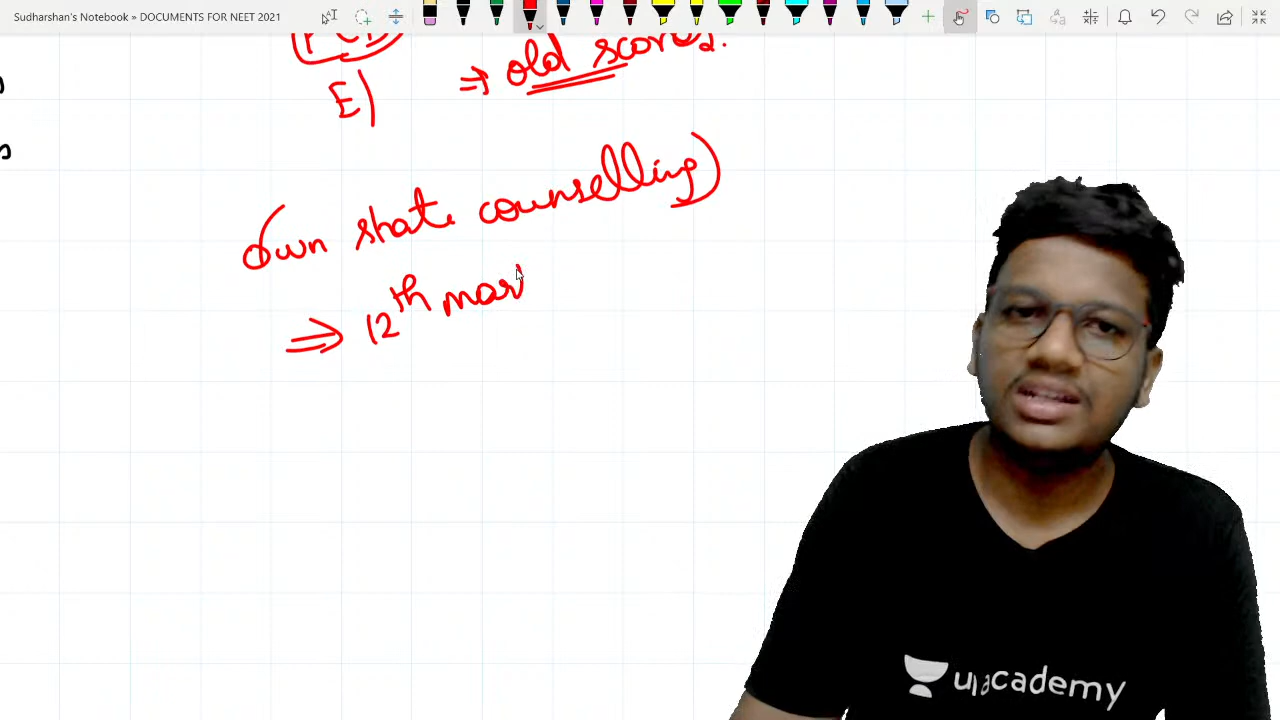 Sudharshan's Notebook » DOCUMENTS FOR NEET 2021
E)
⇒ old scores.
own state counselling)
⇒ 12th mar
unacademy